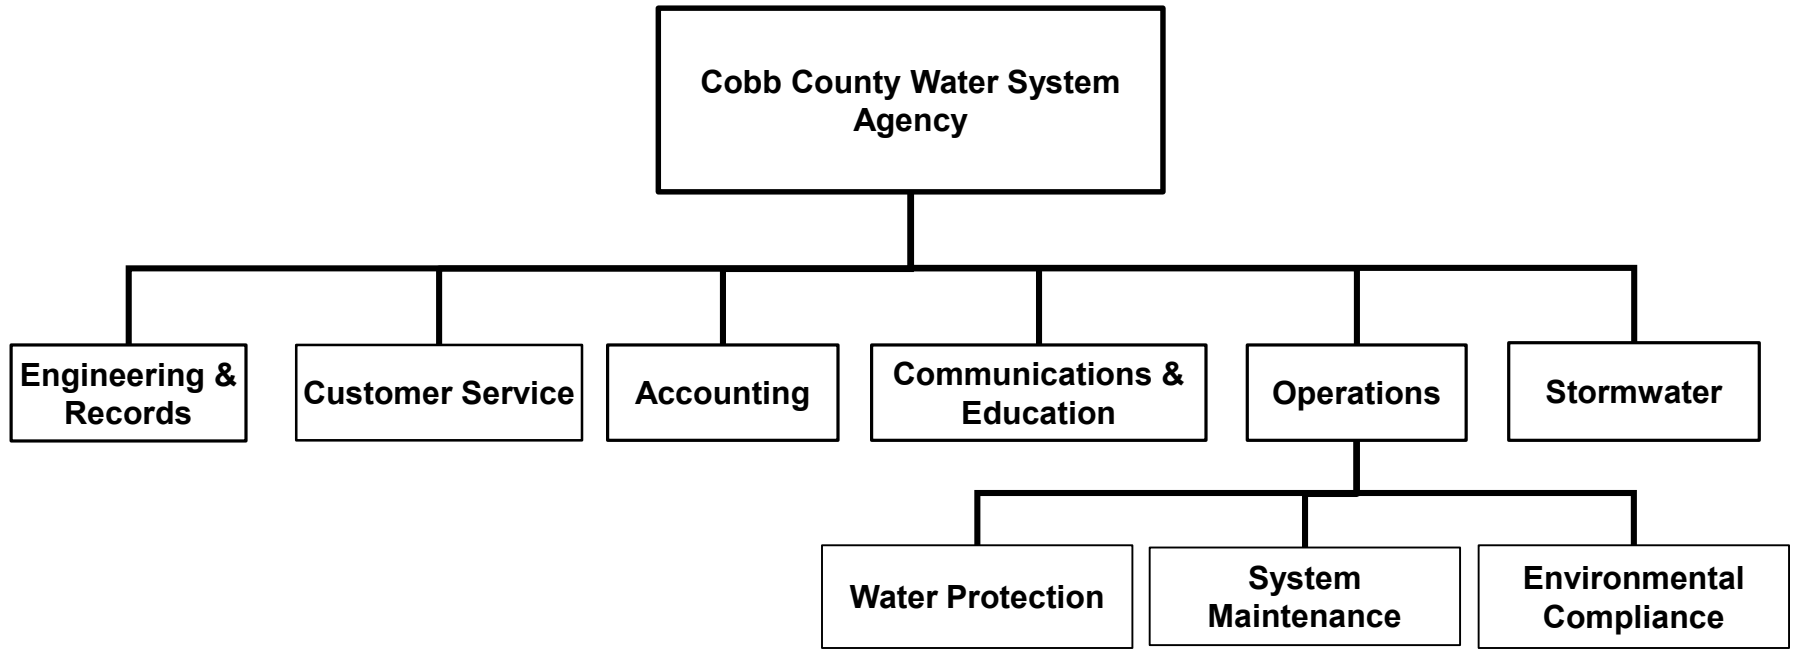 Cobb County Water System
Agency
Engineering &
Records
Customer Service
Accounting
Communications &
Education
Operations
Stormwater
Water Protection
System
Maintenance
Environmental
Compliance